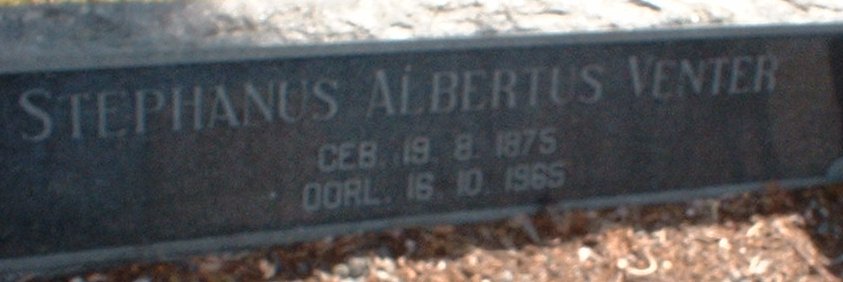 STEPHANUS ALBERTUS VENTER
GEB. 19. 8. 1875
OORL. 16. 10. 1965